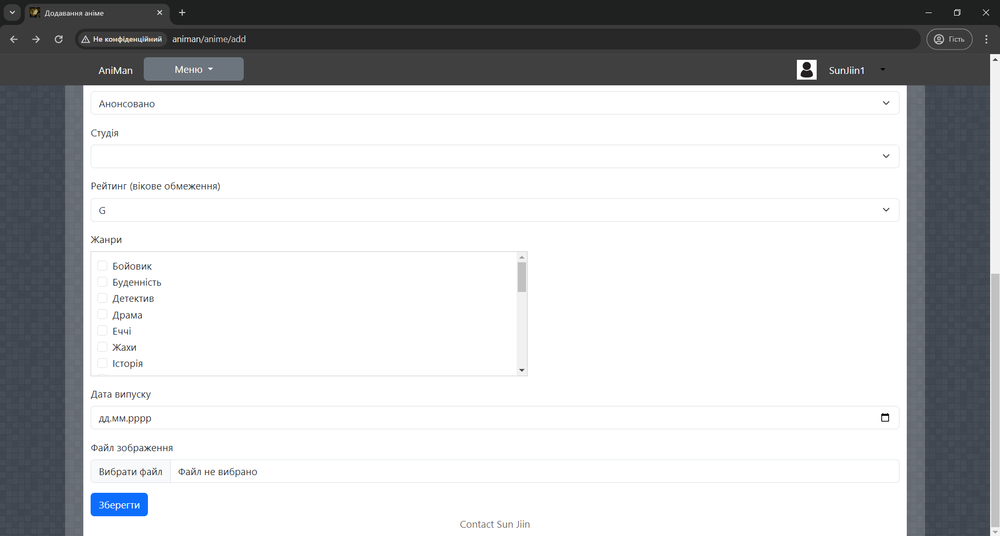 Додавання аніме
Не конфіденційний animan/anime/add
Гість
AniMan Меню SunJiin1
Анонсовано
Студія
Рейтинг (вікове обмеження)
G
Жанри
Бойовик
Буденність
Детектив
Драма
Еччі
Жахи
Історія
Дата випуску
дд.мм.рррр
Файл зображення
Вибрати файл Файл не вибрано
Зберегти
Contact Sun Jiin